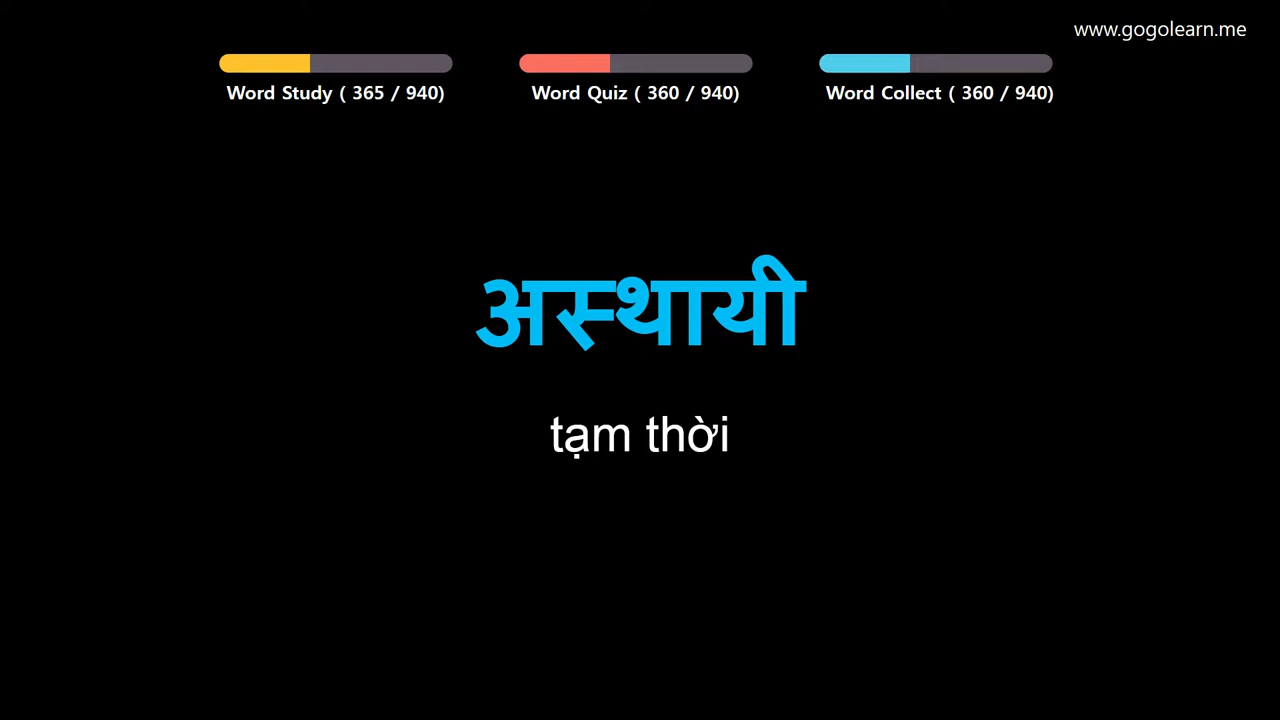 www.gogolearn.me
Word Study ( 365 / 940)
Word Quiz ( 360 / 940)
Word Collect ( 360 / 940)
अस्थायी
tạm thời